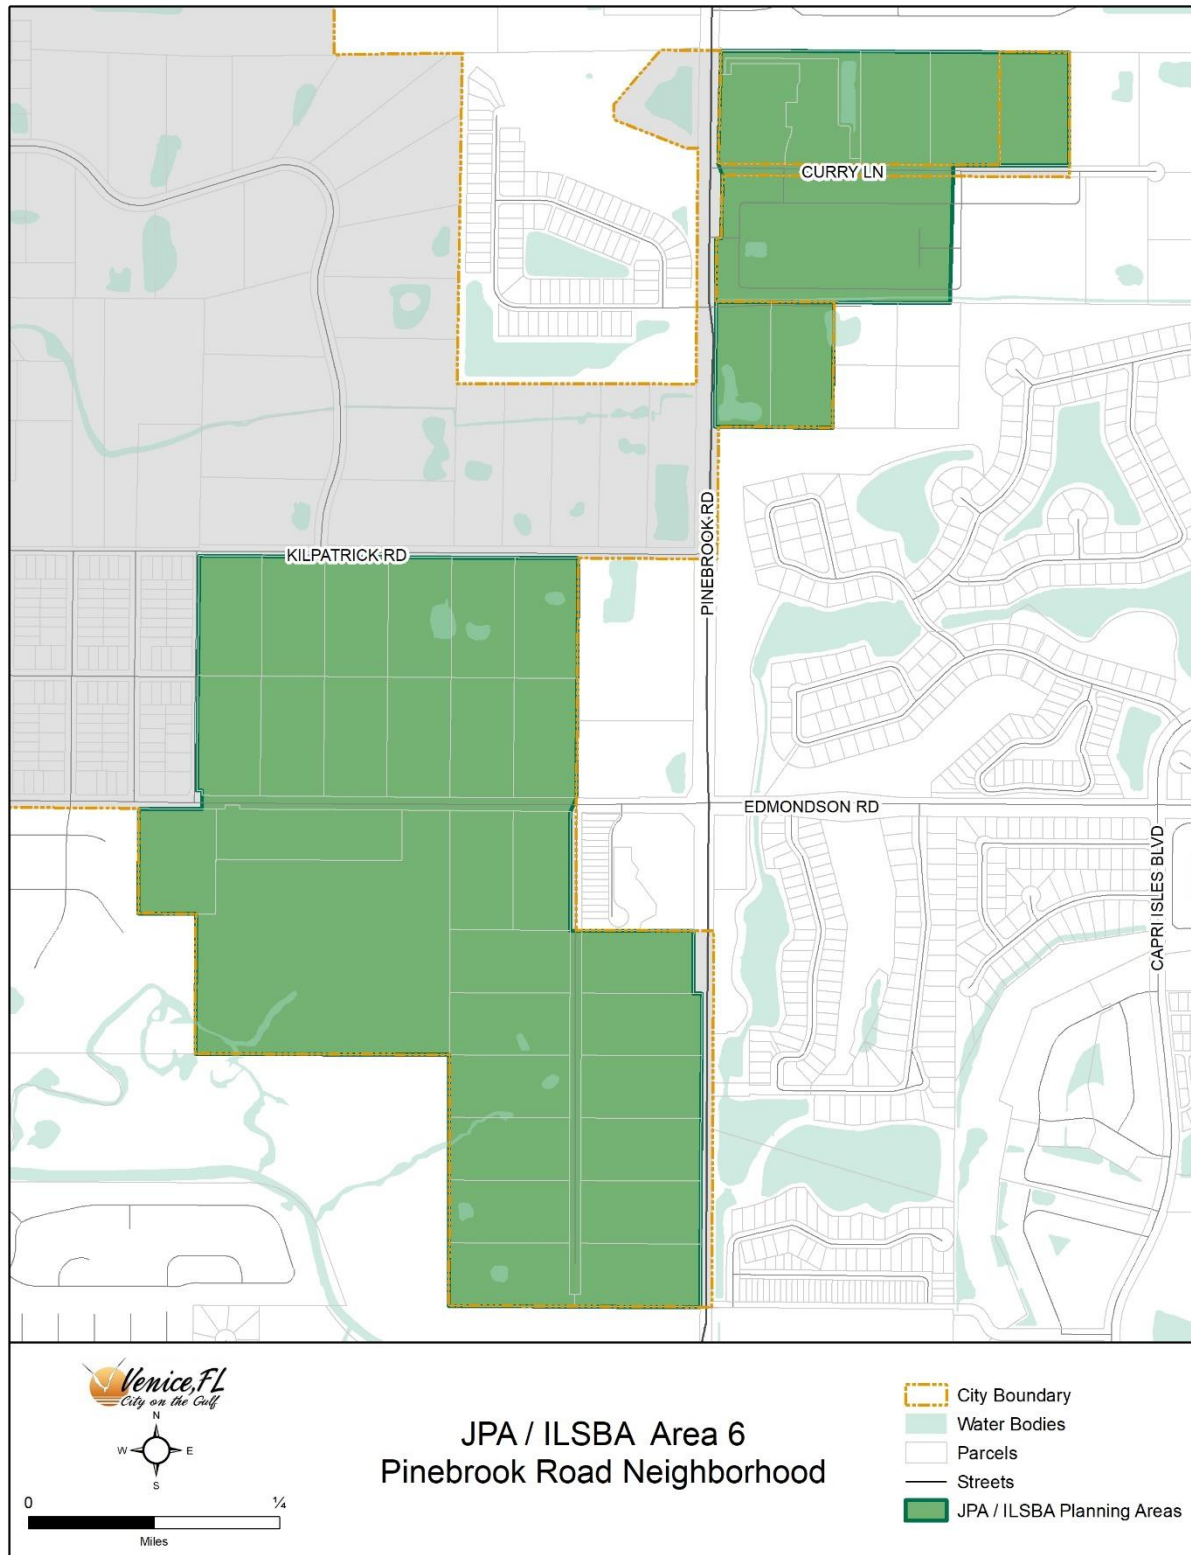 CURRY LN
PINEBROOK RD
KILPATRICK RD
EDMONDSON RD
CAPRI ISLES BLVD
Venice, FL
City on the Gulf
N
W E
S
0 ¼
Miles
JPA / ILSBA Area 6
Pinebrook Road Neighborhood
City Boundary
Water Bodies
Parcels
Streets
JPA / ILSBA Planning Areas